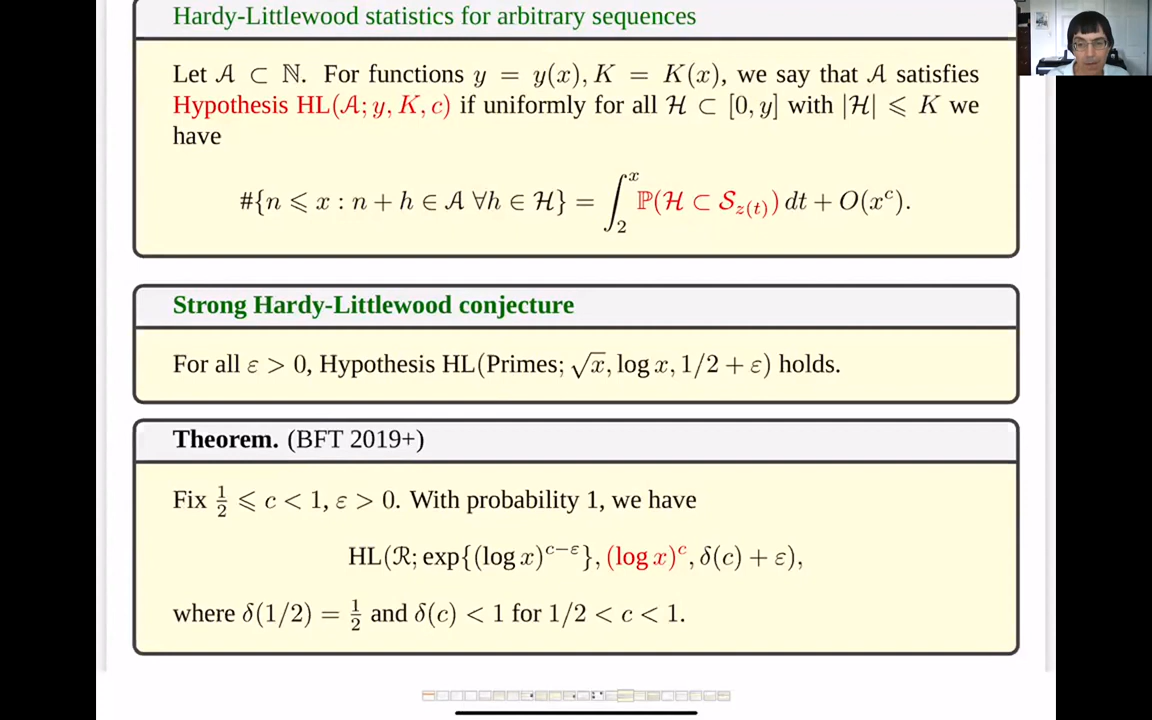 Hardy-Littlewood statistics for arbitrary sequences
Let 𝒜 ⊂ ℕ. For functions y = y(x), K = K(x), we say that 𝒜 satisfies
Hypothesis HL(𝒜; y, K, c) if uniformly for all ℋ ⊂ [0, y] with |ℋ| ⩽ K we
have
#{n ⩽ x : n + h ∈ 𝒜 ∀h ∈ ℋ} = ∫₂ˣ ℙ(ℋ ⊂ 𝒮_{z(t)}) dt + O(x^c).
Strong Hardy-Littlewood conjecture
For all ε > 0, Hypothesis HL(Primes; √x, log x, 1/2 + ε) holds.
Theorem. (BFT 2019+)
Fix ½ ⩽ c < 1, ε > 0. With probability 1, we have
HL(ℛ; exp{(log x)^{c−ε}}, (log x)^c, δ(c) + ε),
where δ(1/2) = ½ and δ(c) < 1 for 1/2 < c < 1.